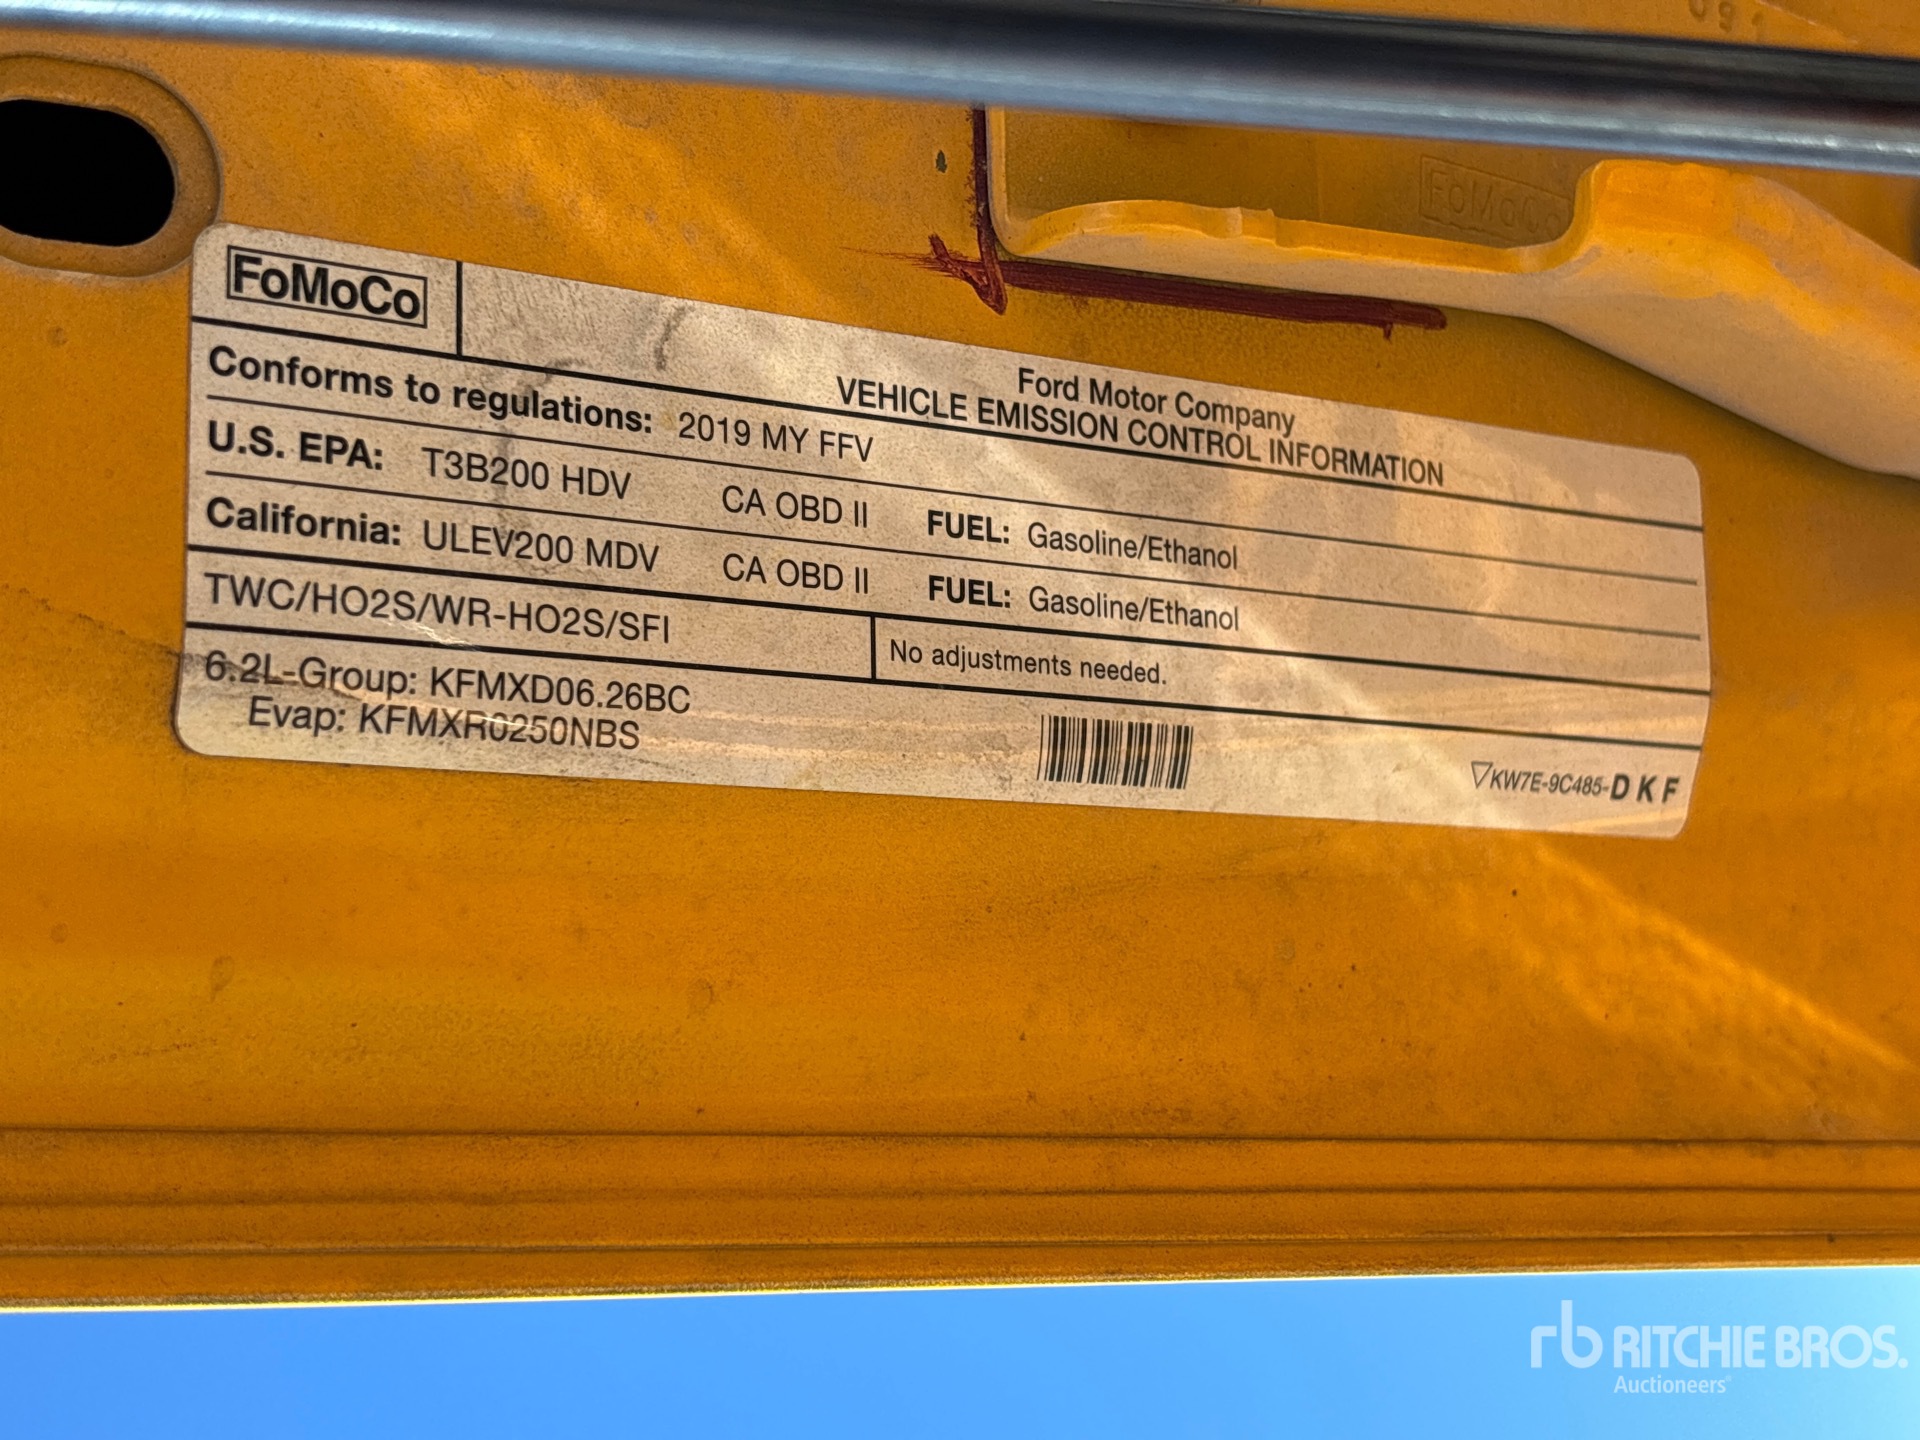 091
FoMoCo
FoMoCo
Ford Motor Company
VEHICLE EMISSION CONTROL INFORMATION
Conforms to regulations: 2019 MY FFV
U.S. EPA: T3B200 HDV CA OBD II FUEL: Gasoline/Ethanol
California: ULEV200 MDV CA OBD II FUEL: Gasoline/Ethanol
TWC/HO2S/WR-HO2S/SFI
No adjustments needed.
6.2L-Group: KFMXD06.26BC
Evap: KFMXR0250NBS
▽KW7E-9C485-D K F
rb RITCHIE BROS.
Auctioneers